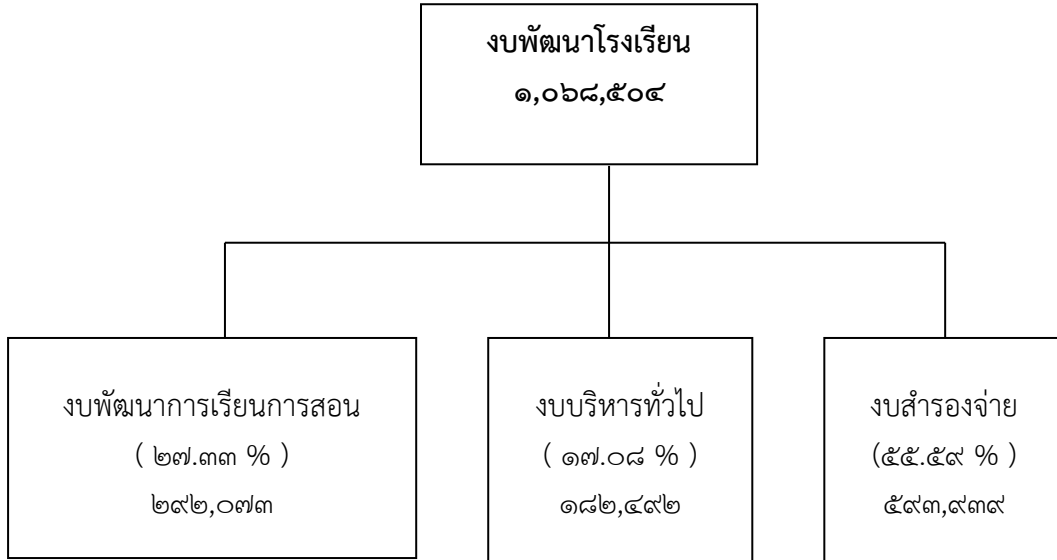 งบพัฒนาโรงเรียน
๑,๐๖๘,๕๐๔
งบพัฒนาการเรียนการสอน
( ๒๗.๓๓ % )
๒๙๒,๐๗๓
งบบริหารทั่วไป
( ๑๗.๐๘ % )
๑๘๒,๔๙๒
งบสำรองจ่าย
(๕๕.๕๙ % )
๕๙๓,๙๓๙